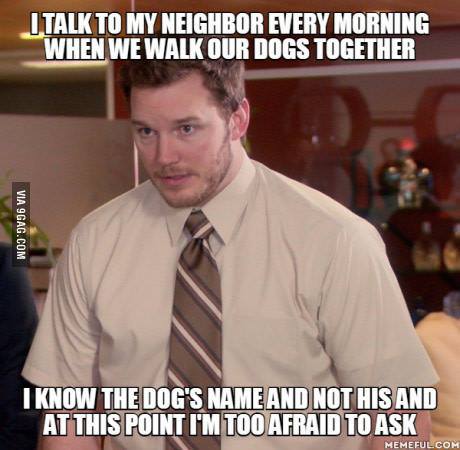 I TALK TO MY NEIGHBOR EVERY MORNING
WHEN WE WALK OUR DOGS TOGETHER
VIA 9GAG.COM
I KNOW THE DOG'S NAME AND NOT HIS AND
AT THIS POINT I'M TOO AFRAID TO ASK
MEMEFUL.COM